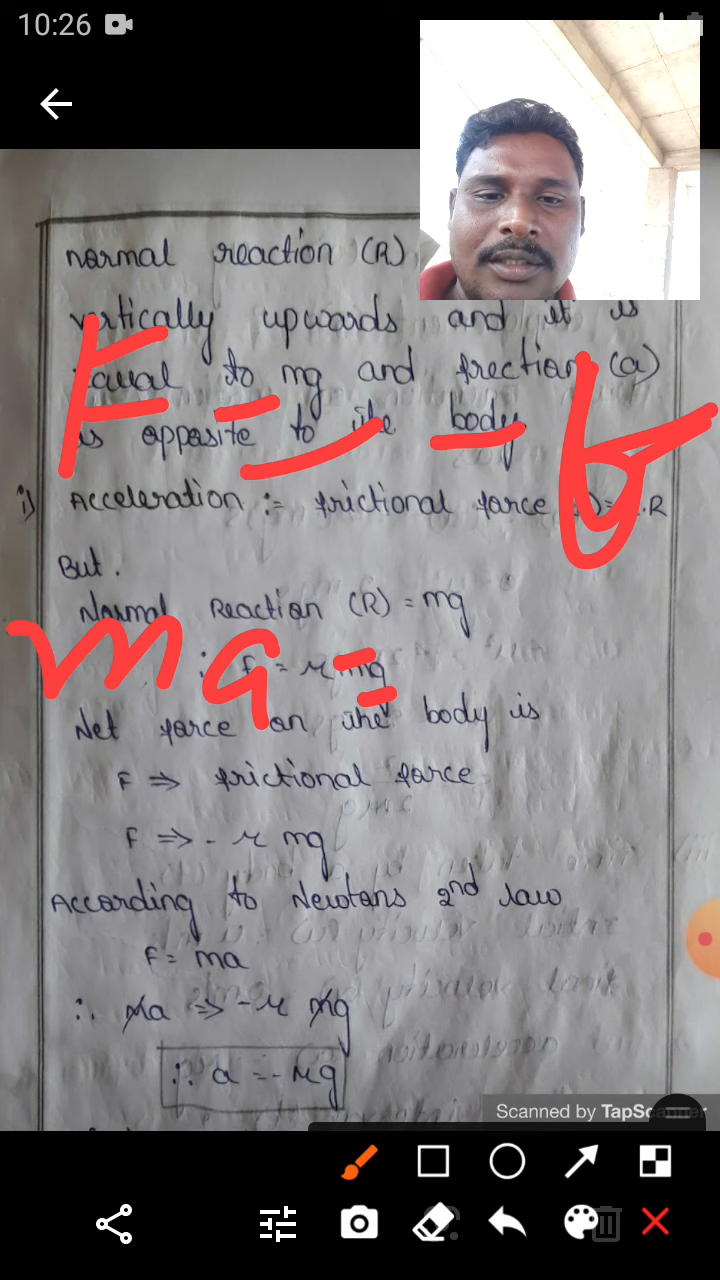 10:26
normal reaction (R)
vertically upwards and it is
equal to mg and frection (a)
is opposite to the body
i) Acceleration :- frictional force =.R
But.
Normal Reaction (R) = mg
∴ F = μ mg
ma =
Net force on the body is
F ⇒ frictional force
F ⇒ - μ mg
According to Newtons 2nd law
F = ma
∴ ma ⇒ -μ mg
∴ a = - μg
Scanned by TapScanner